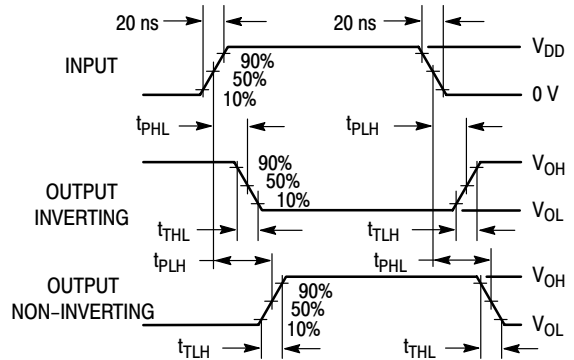 20 ns 20 ns
INPUT
90%
50%
10%
V_DD
0 V
t_PHL t_PLH
OUTPUT
INVERTING
90%
50%
10%
V_OH
V_OL
t_THL t_TLH
t_PLH t_PHL
OUTPUT
NON–INVERTING
90%
50%
10%
V_OH
V_OL
t_TLH t_THL